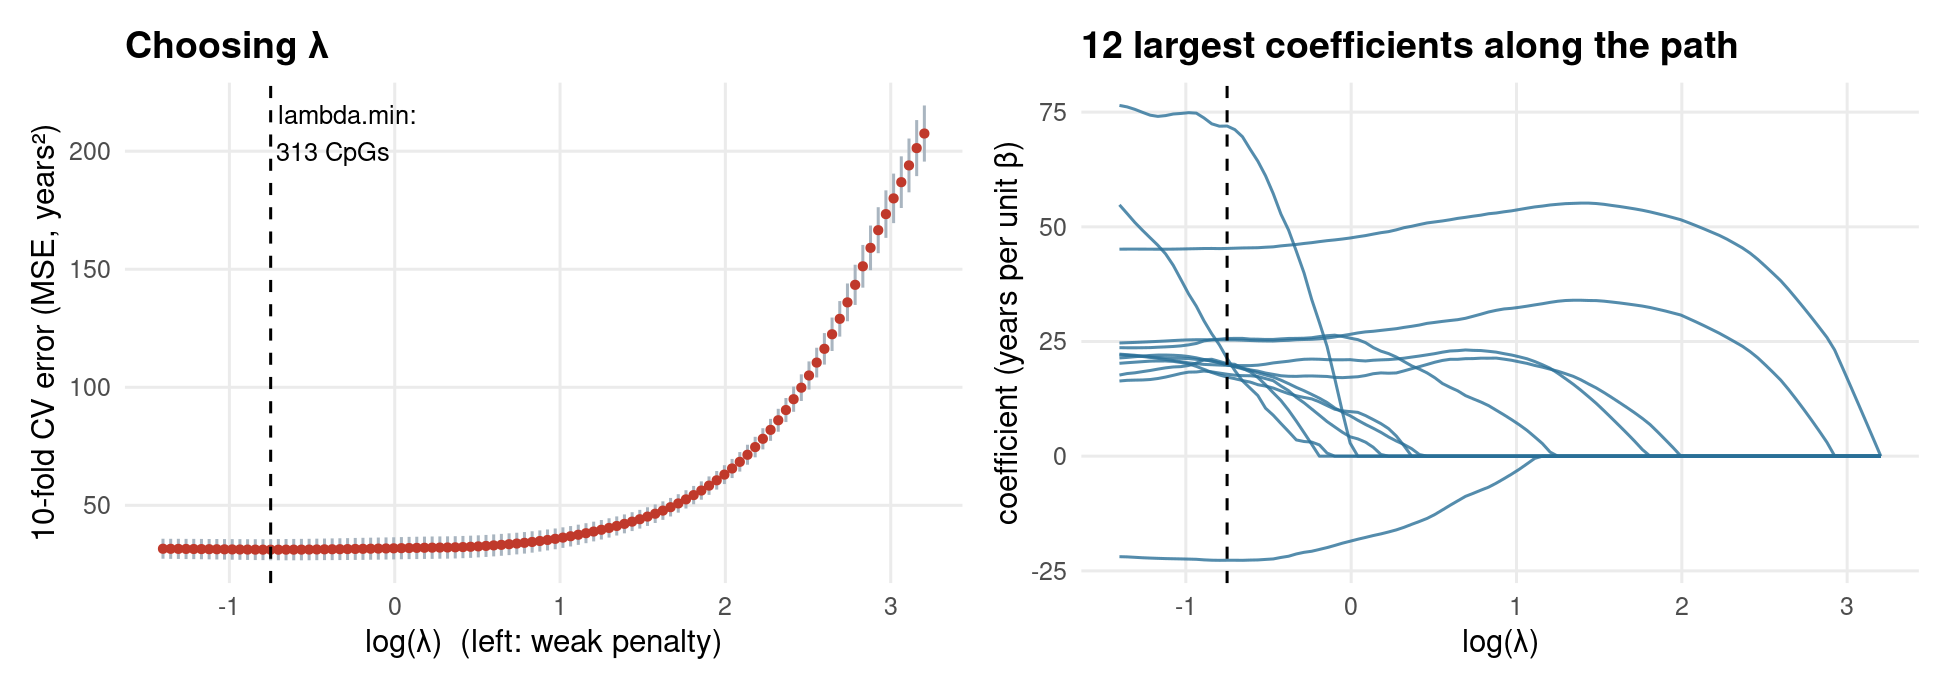 Choosing λ
lambda.min:
313 CpGs
10-fold CV error (MSE, years²)
200
150
100
50
-1 0 1 2 3
log(λ)  (left: weak penalty)
12 largest coefficients along the path
coefficient (years per unit β)
75
50
25
0
-25
-1 0 1 2 3
log(λ)